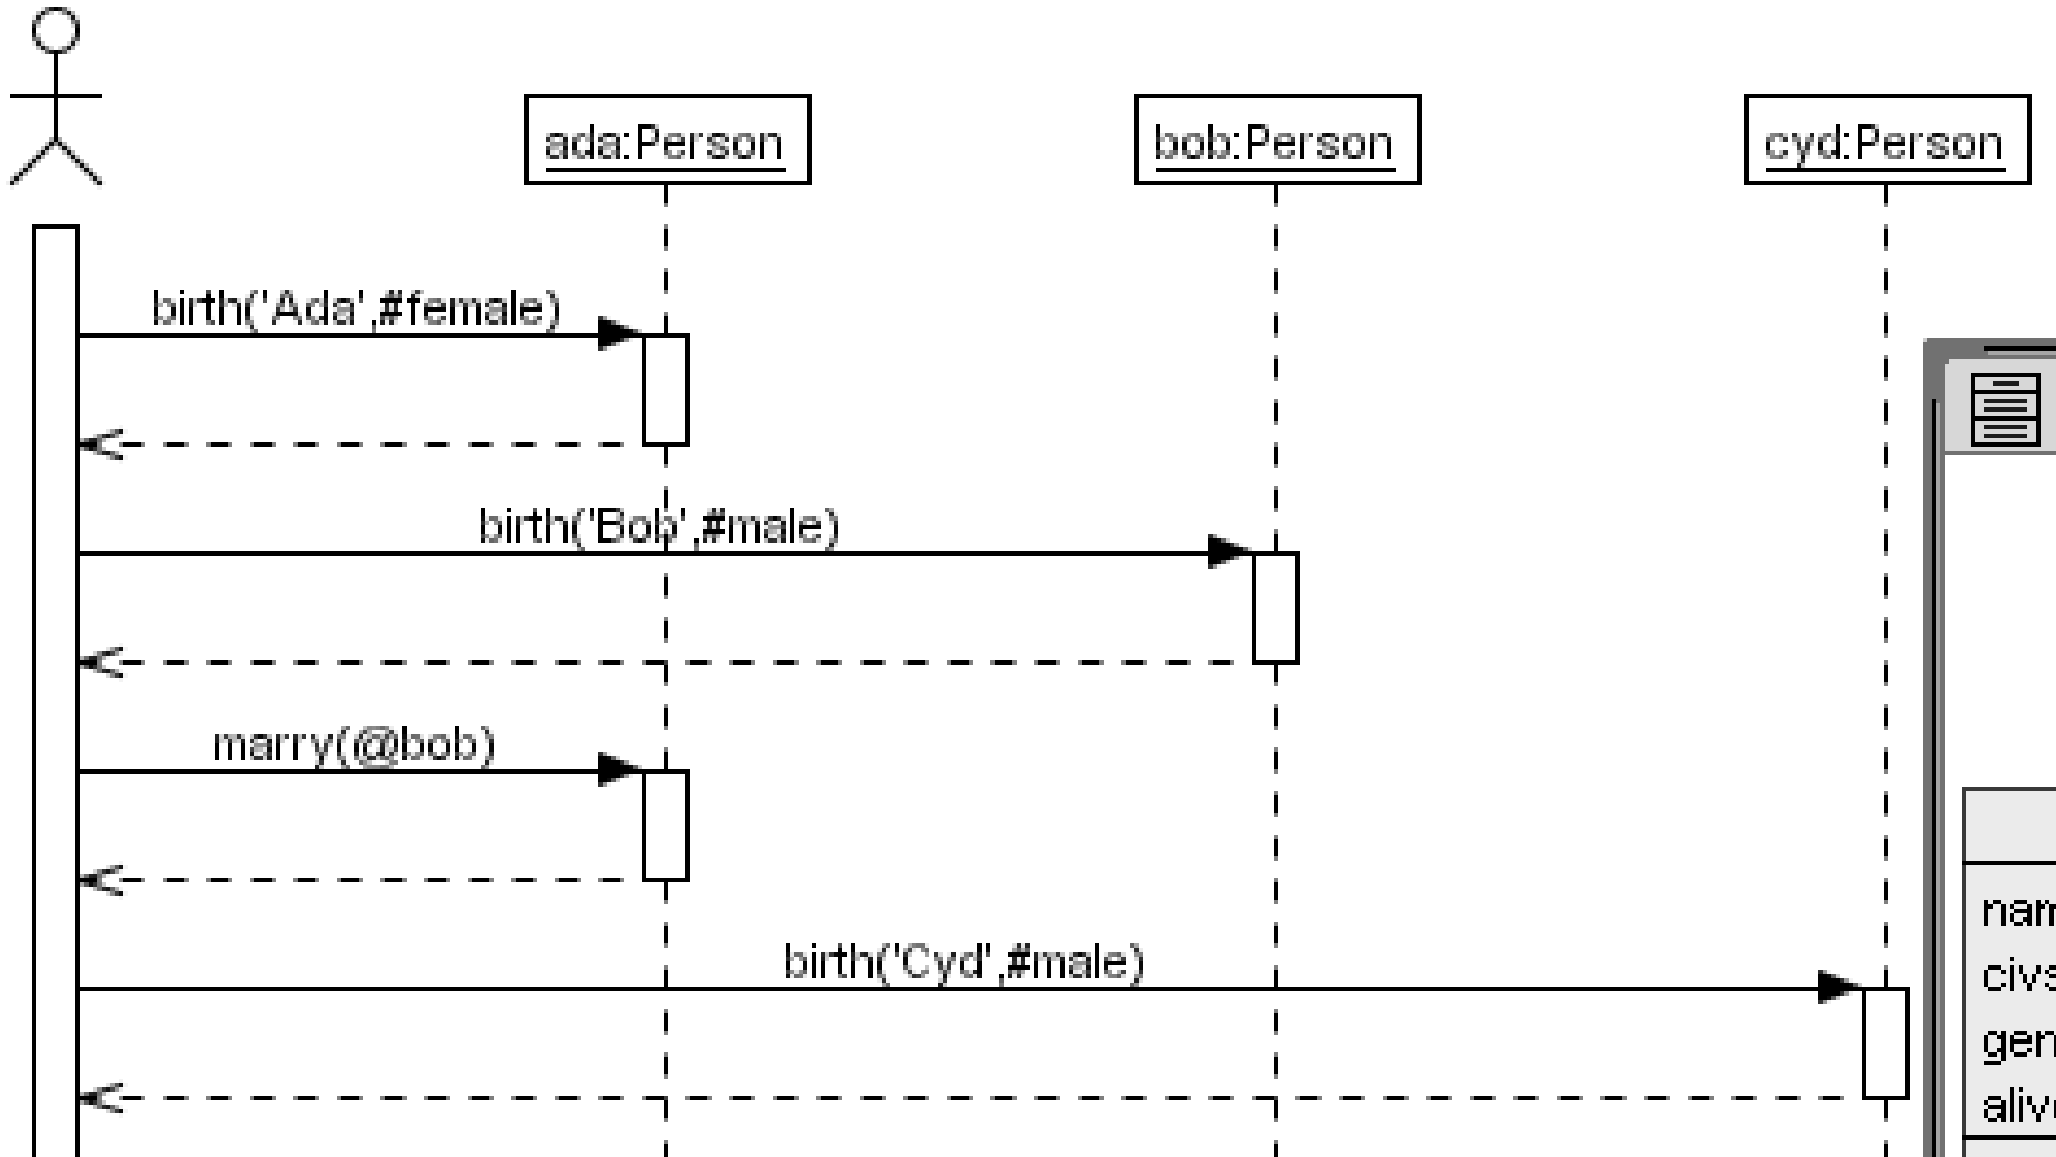 ada:Person
bob:Person
cyd:Person
birth('Ada',#female)
birth('Bob',#male)
marry(@bob)
birth('Cyd',#male)